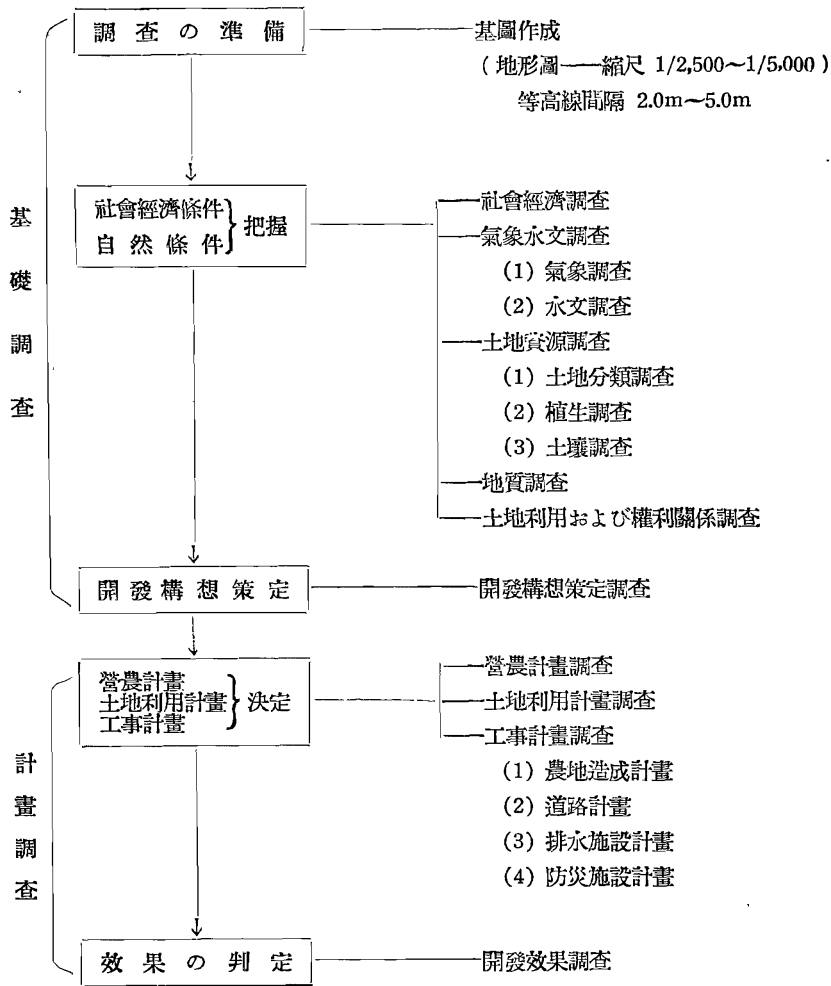 調査の準備 基圖作成
(地形圖——縮尺 1/2,500~1/5,000)
等高線間隔 2.0m~5.0m
基礎調査
社會經濟條件
自然條件
} 把握
社會經濟調査
氣象水文調査
(1) 氣象調査
(2) 水文調査
土地資源調査
(1) 土地分類調査
(2) 植生調査
(3) 土壤調査
地質調査
土地利用および權利關係調査
開發構想策定 開發構想策定調査
計畫調査
營農計畫
土地利用計畫
工事計畫
} 決定
營農計畫調査
土地利用計畫調査
工事計畫調査
(1) 農地造成計畫
(2) 道路計畫
(3) 排水施設計畫
(4) 防災施設計畫
效果の判定 開發效果調査